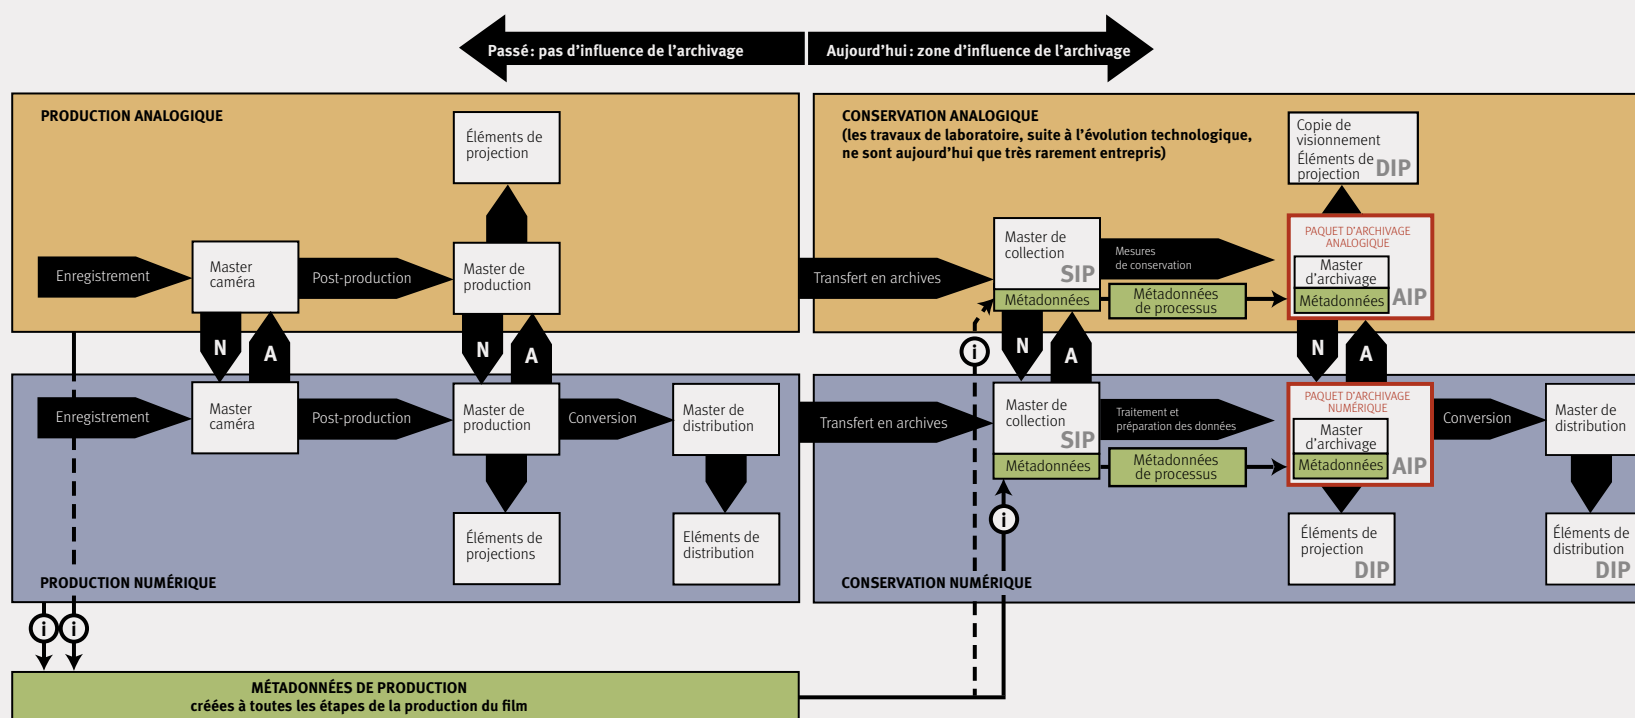 Passé : pas d'influence de l'archivage
Aujourd'hui : zone d'influence de l'archivage
PRODUCTION ANALOGIQUE
Éléments de
projection
Enregistrement
Master
caméra
Post-production
Master de
production
N
A
N
A
CONSERVATION ANALOGIQUE
(les travaux de laboratoire, suite à l'évolution technologique,
ne sont aujourd'hui que très rarement entrepris)
Copie de
visionnement
Éléments de
projection
DIP
Transfert en archives
Master de
collection
SIP
Métadonnées
Mesures
de conservation
Métadonnées
de processus
PAQUET D'ARCHIVAGE
ANALOGIQUE
Master
d'archivage
Métadonnées
AIP
i
N
A
N
A
Enregistrement
Master
caméra
Post-production
Master de
production
Conversion
Master de
distribution
Éléments de
projections
Éléments de
distribution
PRODUCTION NUMÉRIQUE
Transfert en archives
Master de
collection
SIP
Métadonnées
Traitement et
préparation des données
Métadonnées
de processus
PAQUET D'ARCHIVAGE
NUMÉRIQUE
Master
d'archivage
Métadonnées
AIP
Conversion
Master de
distribution
i
Éléments de
projection
DIP
Éléments de
distribution
DIP
CONSERVATION NUMÉRIQUE
i
i
MÉTADONNÉES DE PRODUCTION
créées à toutes les étapes de la production du film